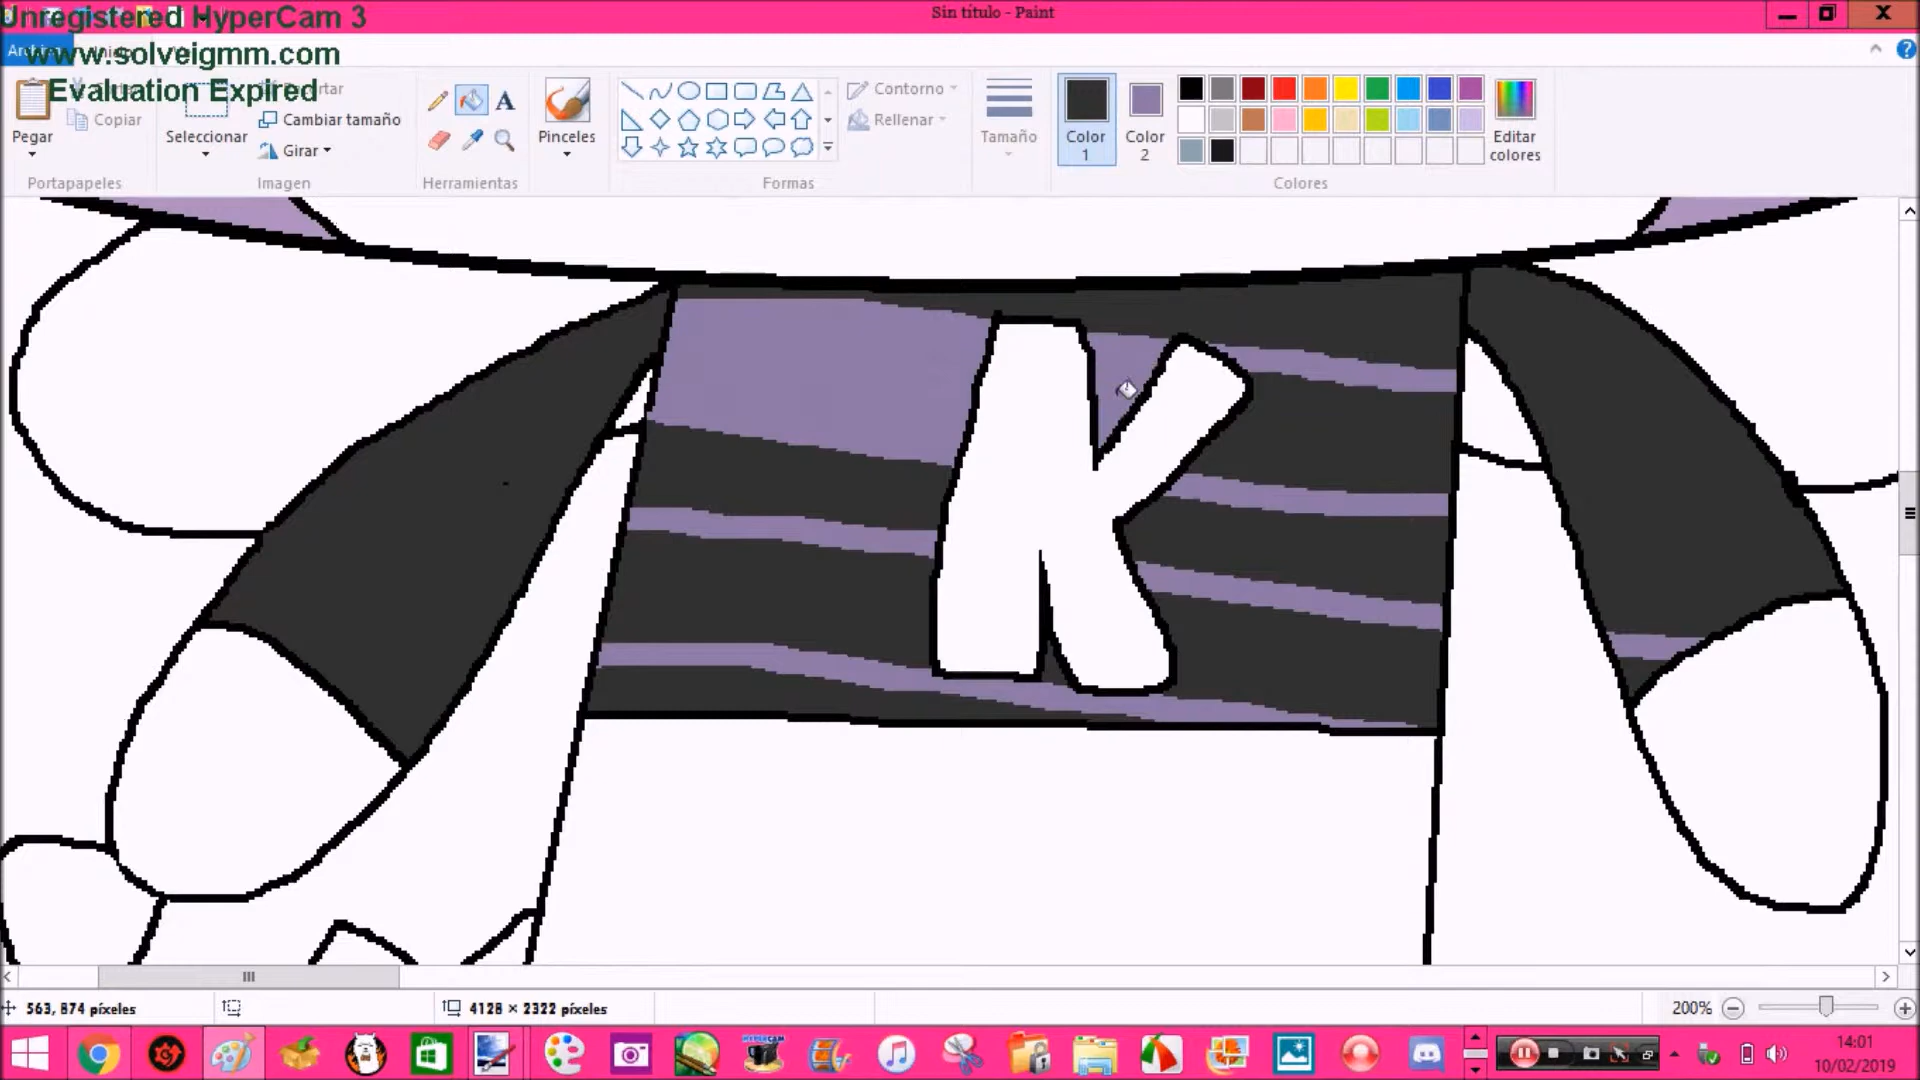 Unregistered HyperCam 3
Sin título - Paint
www.solveigmm.com
Evaluation Expired
Pegar
Copiar
Portapapeles
Seleccionar
Cambiar tamaño
Girar
Imagen
Herramientas
Pinceles
Contorno
Rellenar
Formas
Tamaño
Color
1
Color
2
Editar
colores
Colores
K
563, 874 píxeles
4128 × 2322 píxeles
200%
HYPERCAM
14:01
10/02/2019